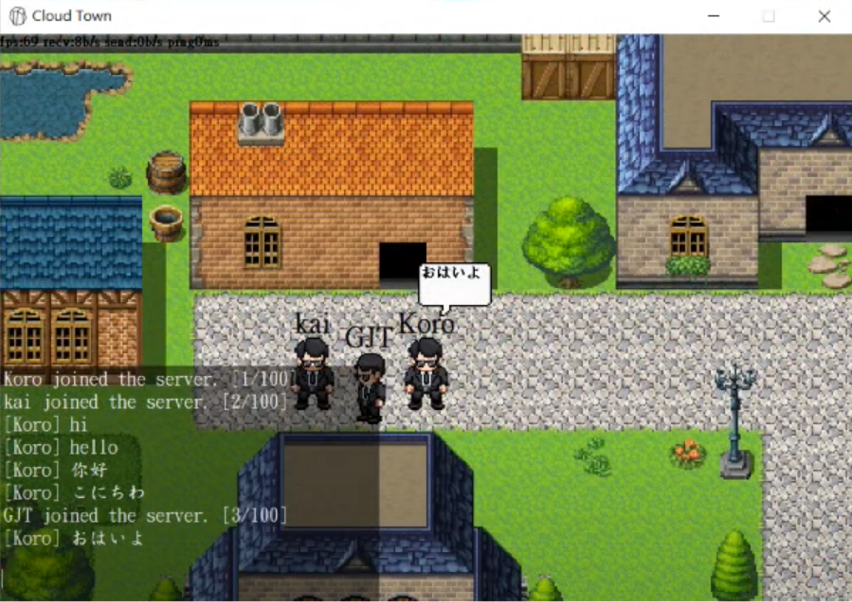 Cloud Town
fps:69 recv:8b/s send:0b/s ping0ms
おはいよ
kai
GJT
Koro
Koro joined the server. [1/100]
kai joined the server. [2/100]
[Koro] hi
[Koro] hello
[Koro] 你好
[Koro] こにちわ
GJT joined the server. [3/100]
[Koro] おはいよ